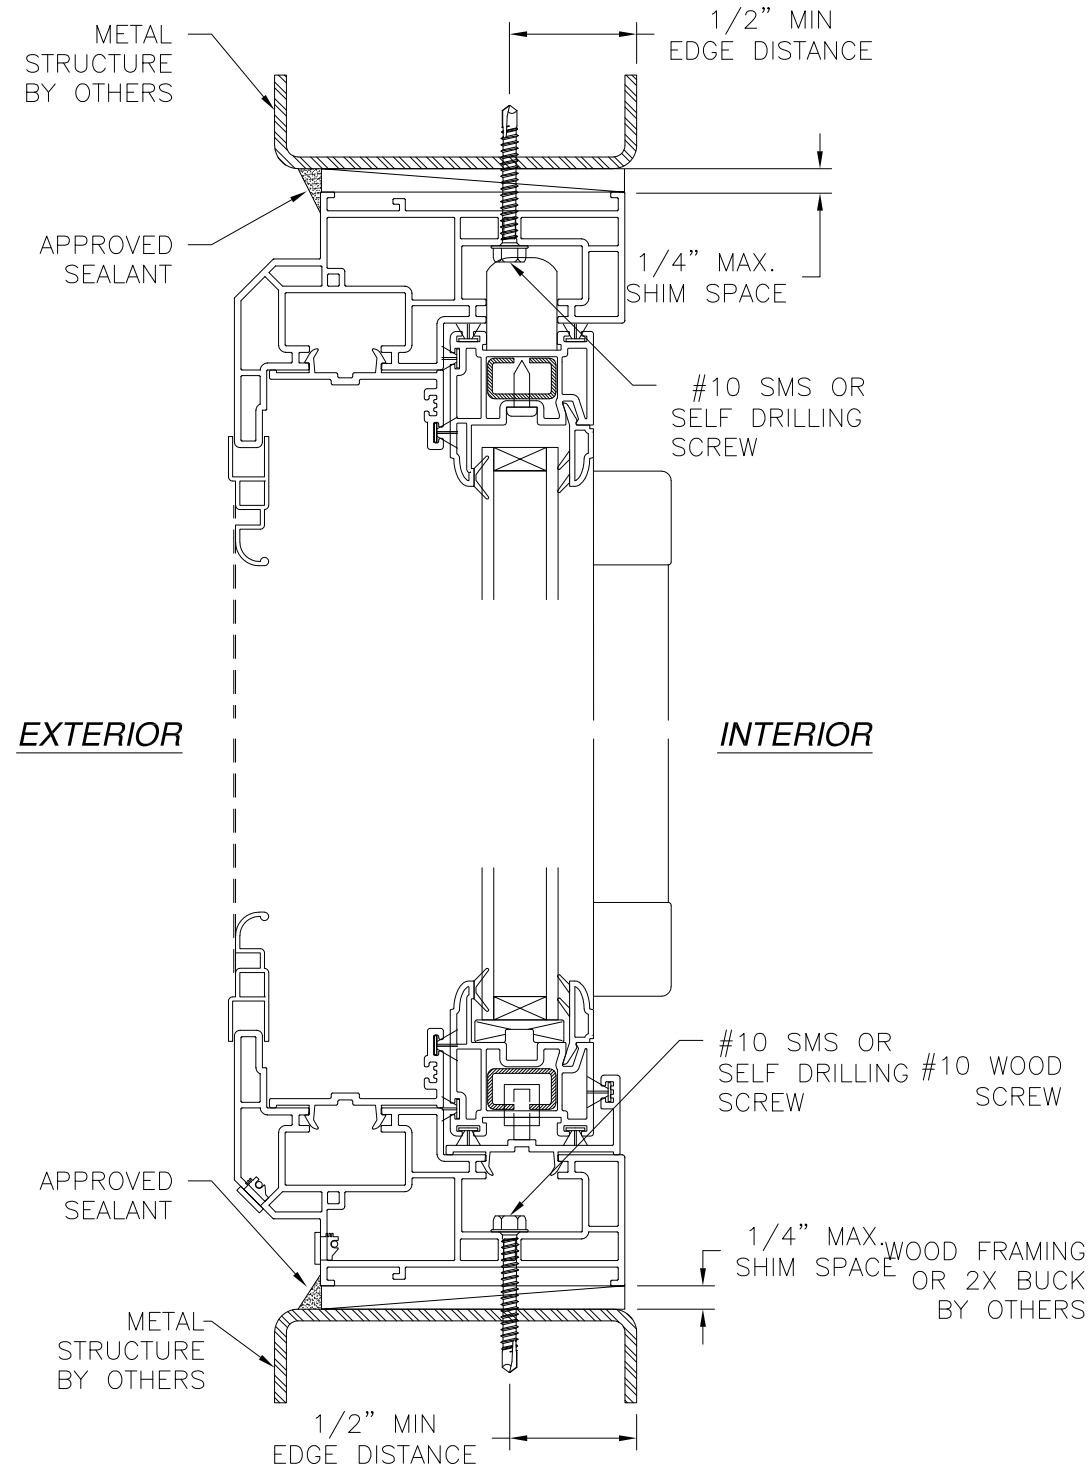 METAL
STRUCTURE
BY OTHERS
1/2” MIN
EDGE DISTANCE
APPROVED
SEALANT
1/4” MAX.
SHIM SPACE
#10 SMS OR
SELF DRILLING
SCREW
EXTERIOR
INTERIOR
#10 SMS OR
SELF DRILLING
SCREW
#10 WOOD
SCREW
APPROVED
SEALANT
1/4” MAX.
SHIM SPACE
WOOD FRAMING
OR 2X BUCK
BY OTHERS
METAL
STRUCTURE
BY OTHERS
1/2” MIN
EDGE DISTANCE